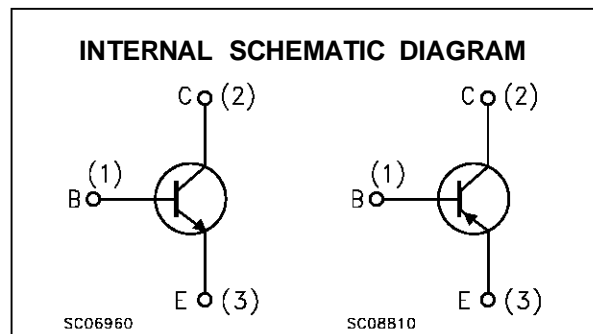 INTERNAL SCHEMATIC DIAGRAM
C (2) C (2)
(1) (1)
B B
E (3) E (3)
SC06960 SC08810